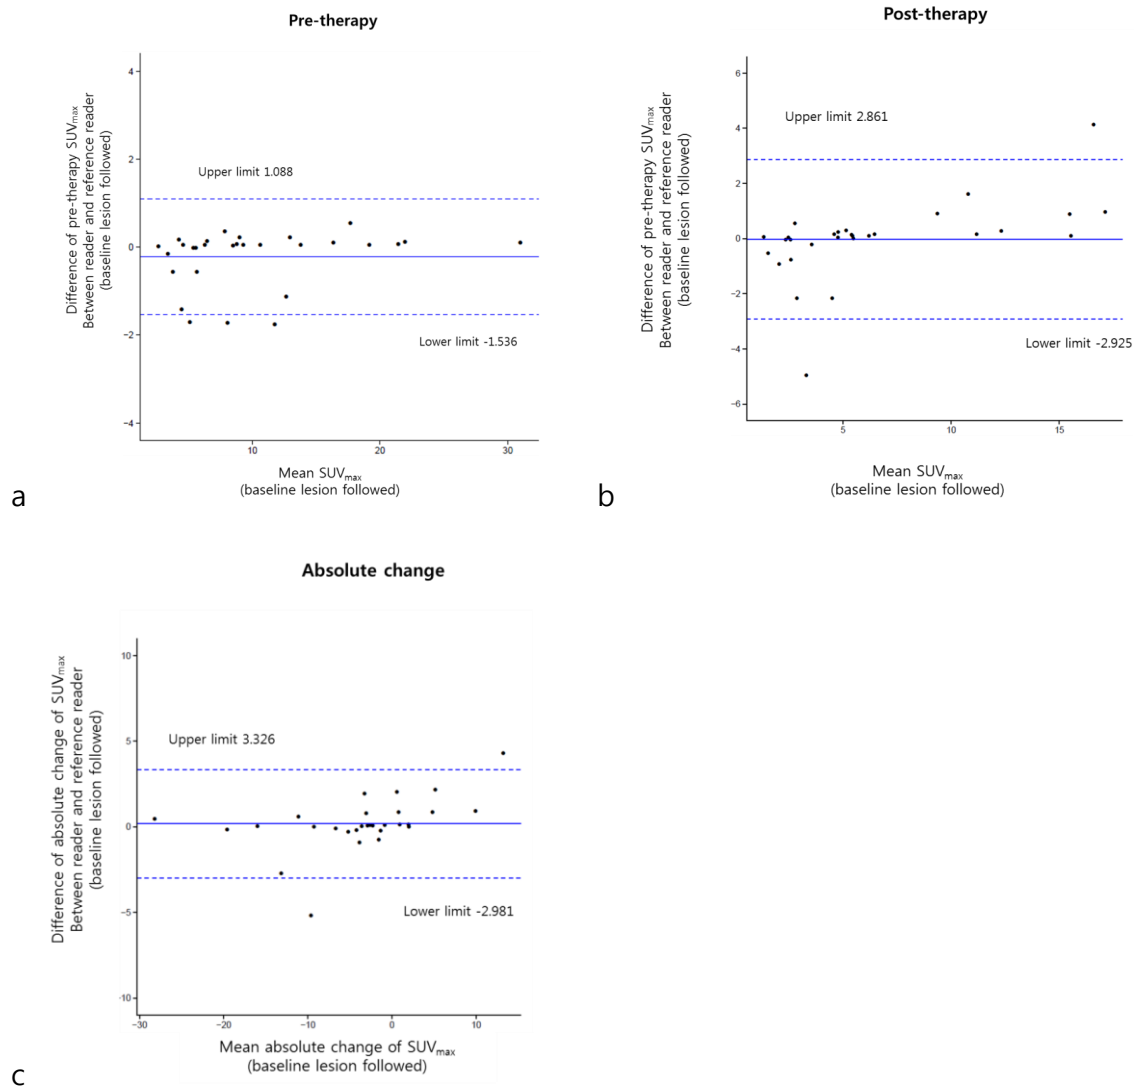 Pre-therapy
Difference of pre-therapy SUVmax
Between reader and reference reader
(baseline lesion followed)
4
2
0
−2
−4
Upper limit 1.088
Lower limit -1.536
10
20
30
Mean SUVmax
(baseline lesion followed)
a
Post-therapy
Difference of pre-therapy SUVmax
Between reader and reference reader
(baseline lesion followed)
6
4
2
0
−2
−4
−6
Upper limit 2.861
Lower limit -2.925
5
10
15
Mean SUVmax
(baseline lesion followed)
b
Absolute change
Difference of absolute change of SUVmax
Between reader and reference reader
(baseline lesion followed)
10
5
0
−5
-10
Upper limit 3.326
Lower limit -2.981
−30
−20
−10
0
10
Mean absolute change of SUVmax
(baseline lesion followed)
c